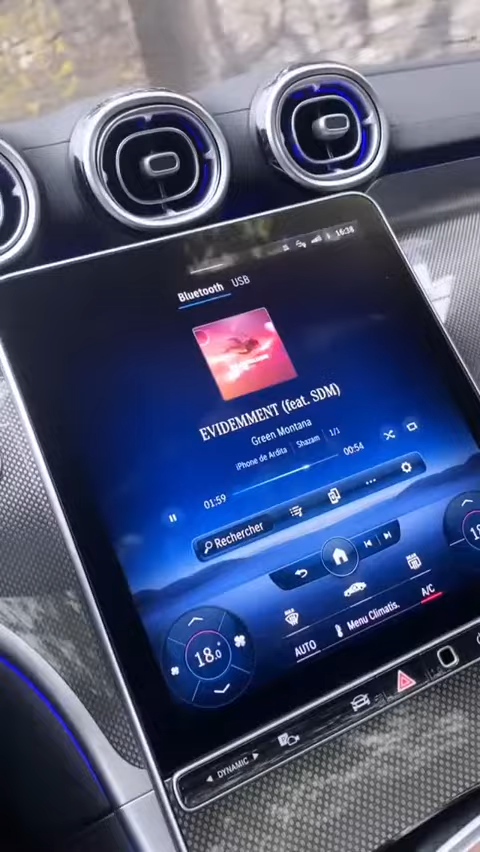 16:38
Bluetooth USB
EVIDEMMENT (feat. SDM)
Green Montana
iPhone de Ardita Shazam 1/1
01:59 00:54
Rechercher
AUTO Menu Climatis. A/C
18.0
18
DYNAMIC